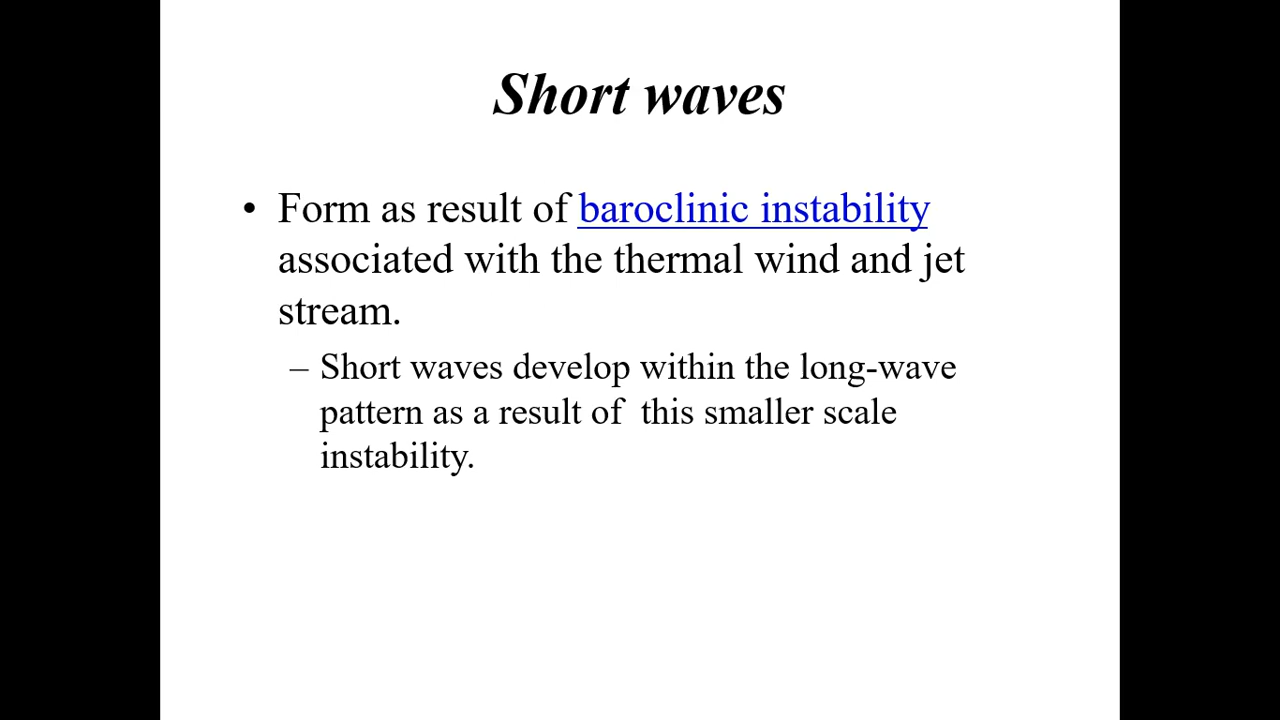 Short waves
• Form as result of baroclinic instability
associated with the thermal wind and jet
stream.
– Short waves develop within the long-wave
pattern as a result of  this smaller scale
instability.